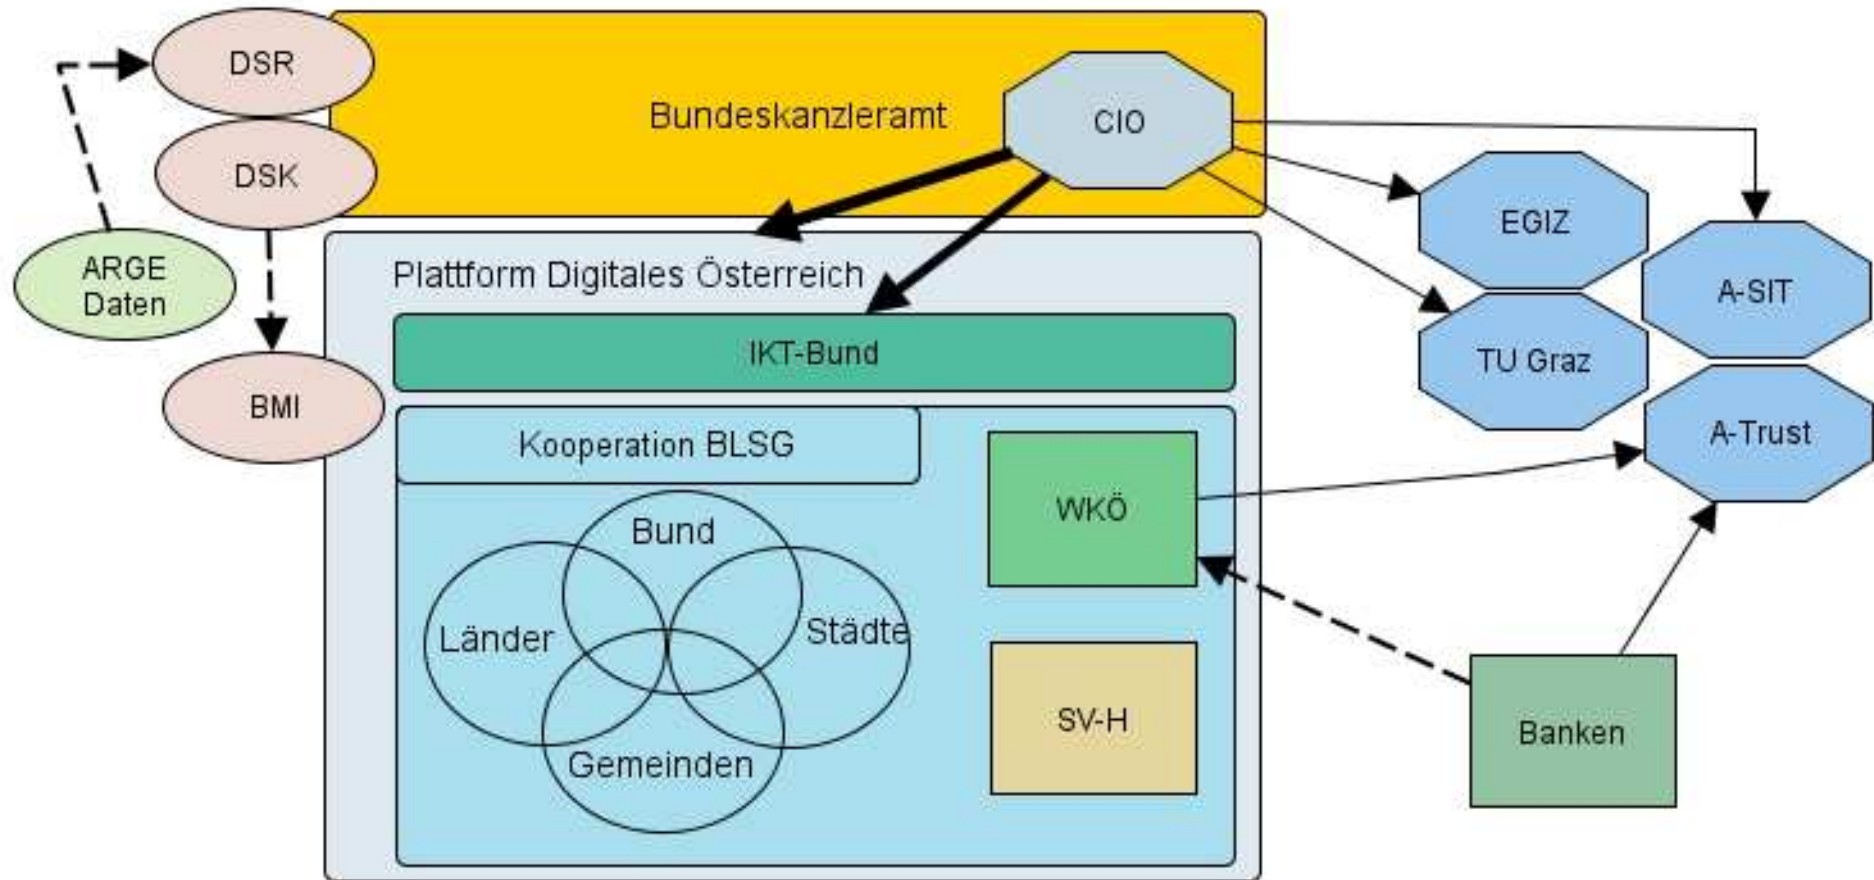 DSR
Bundeskanzleramt
CIO
DSK
EGIZ
ARGE
Daten
Plattform Digitales Österreich
A-SIT
IKT-Bund
TU Graz
BMI
A-Trust
Kooperation BLSG
WKÖ
Bund
Länder
Städte
SV-H
Banken
Gemeinden